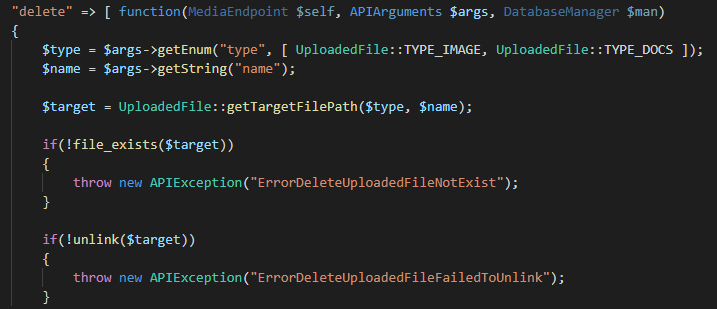 "delete" => [ function(MediaEndpoint $self, APIArguments $args, DatabaseManager $man)
{
$type = $args->getEnum("type", [ UploadedFile::TYPE_IMAGE, UploadedFile::TYPE_DOCS ]);
$name = $args->getString("name");
$target = UploadedFile::getTargetFilePath($type, $name);
if(!file_exists($target))
{
throw new APIException("ErrorDeleteUploadedFileNotExist");
}
if(!unlink($target))
{
throw new APIException("ErrorDeleteUploadedFileFailedToUnlink");
}